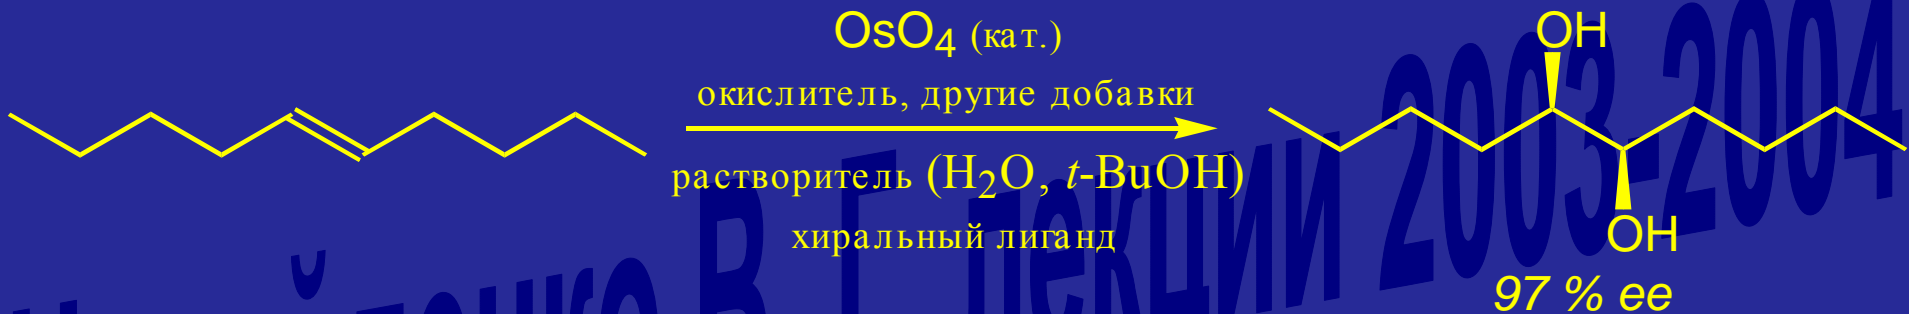 OsO4 (кат.)
окислитель, другие добавки
растворитель (H2O, t-BuOH)
хиральный лиганд
OH
OH
97 % ee
В. Г. лекции 2003-2004